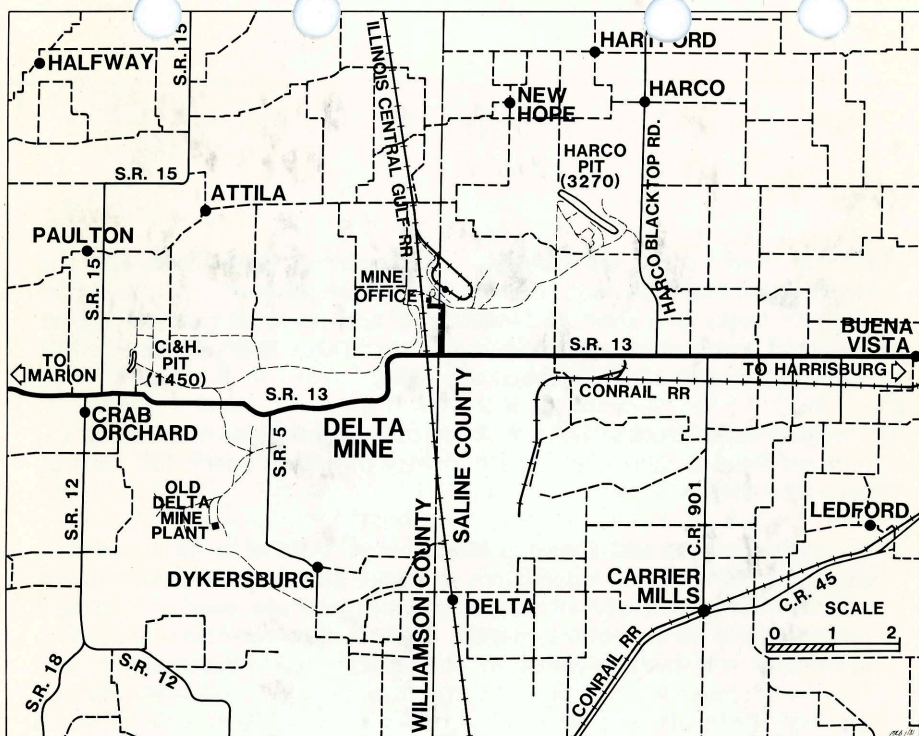 HALFWAY
S.R. 15
ILLINOIS CENTRAL GULF RR
HARTFORD
NEW
HOPE
HARCO
HARCO BLACKTOP RD.
HARCO
PIT
(3270)
S.R. 15
ATTILA
PAULTON
S.R. 15
MINE
OFFICE
C.&H.
PIT
(1450)
TO
MARION
S.R. 13
BUENA
VISTA
TO HARRISBURG
CONRAIL RR
S.R. 13
CRAB
ORCHARD
DELTA
MINE
S.R. 5
SALINE COUNTY
WILLIAMSON COUNTY
S.R. 12
OLD
DELTA
MINE
PLANT
C.R. 901
LEDFORD
DYKERSBURG
DELTA
CARRIER
MILLS
C.R. 45
SCALE
0 1 2
CONRAIL RR
S.R. 18
S.R. 12